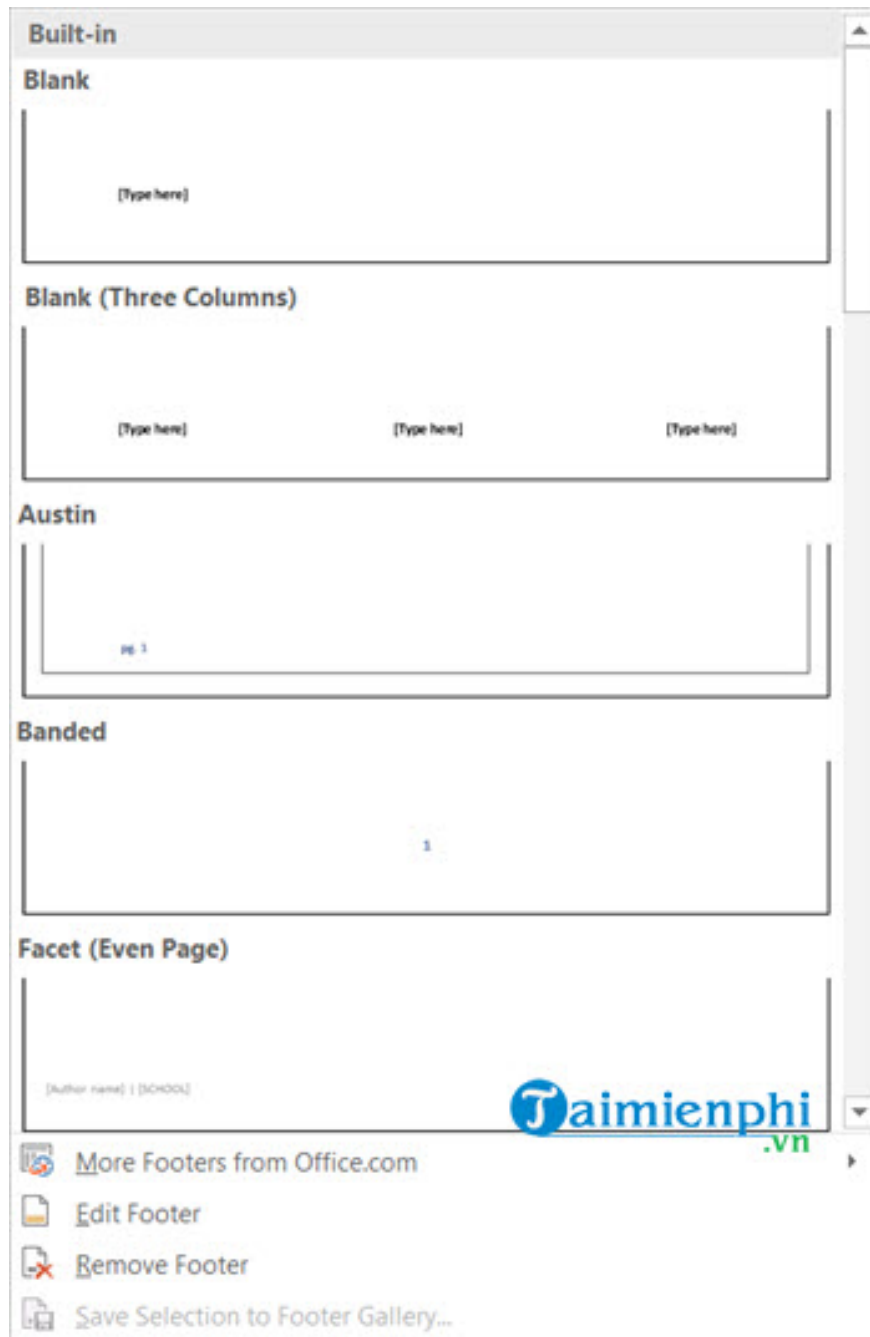 Built-in
Blank
[Type here]
Blank (Three Columns)
[Type here] [Type here] [Type here]
Austin
pg. 1
Banded
1
Facet (Even Page)
[Author name] | [SCHOOL]
Taimienphi
.vn
More Footers from Office.com
Edit Footer
Remove Footer
Save Selection to Footer Gallery...